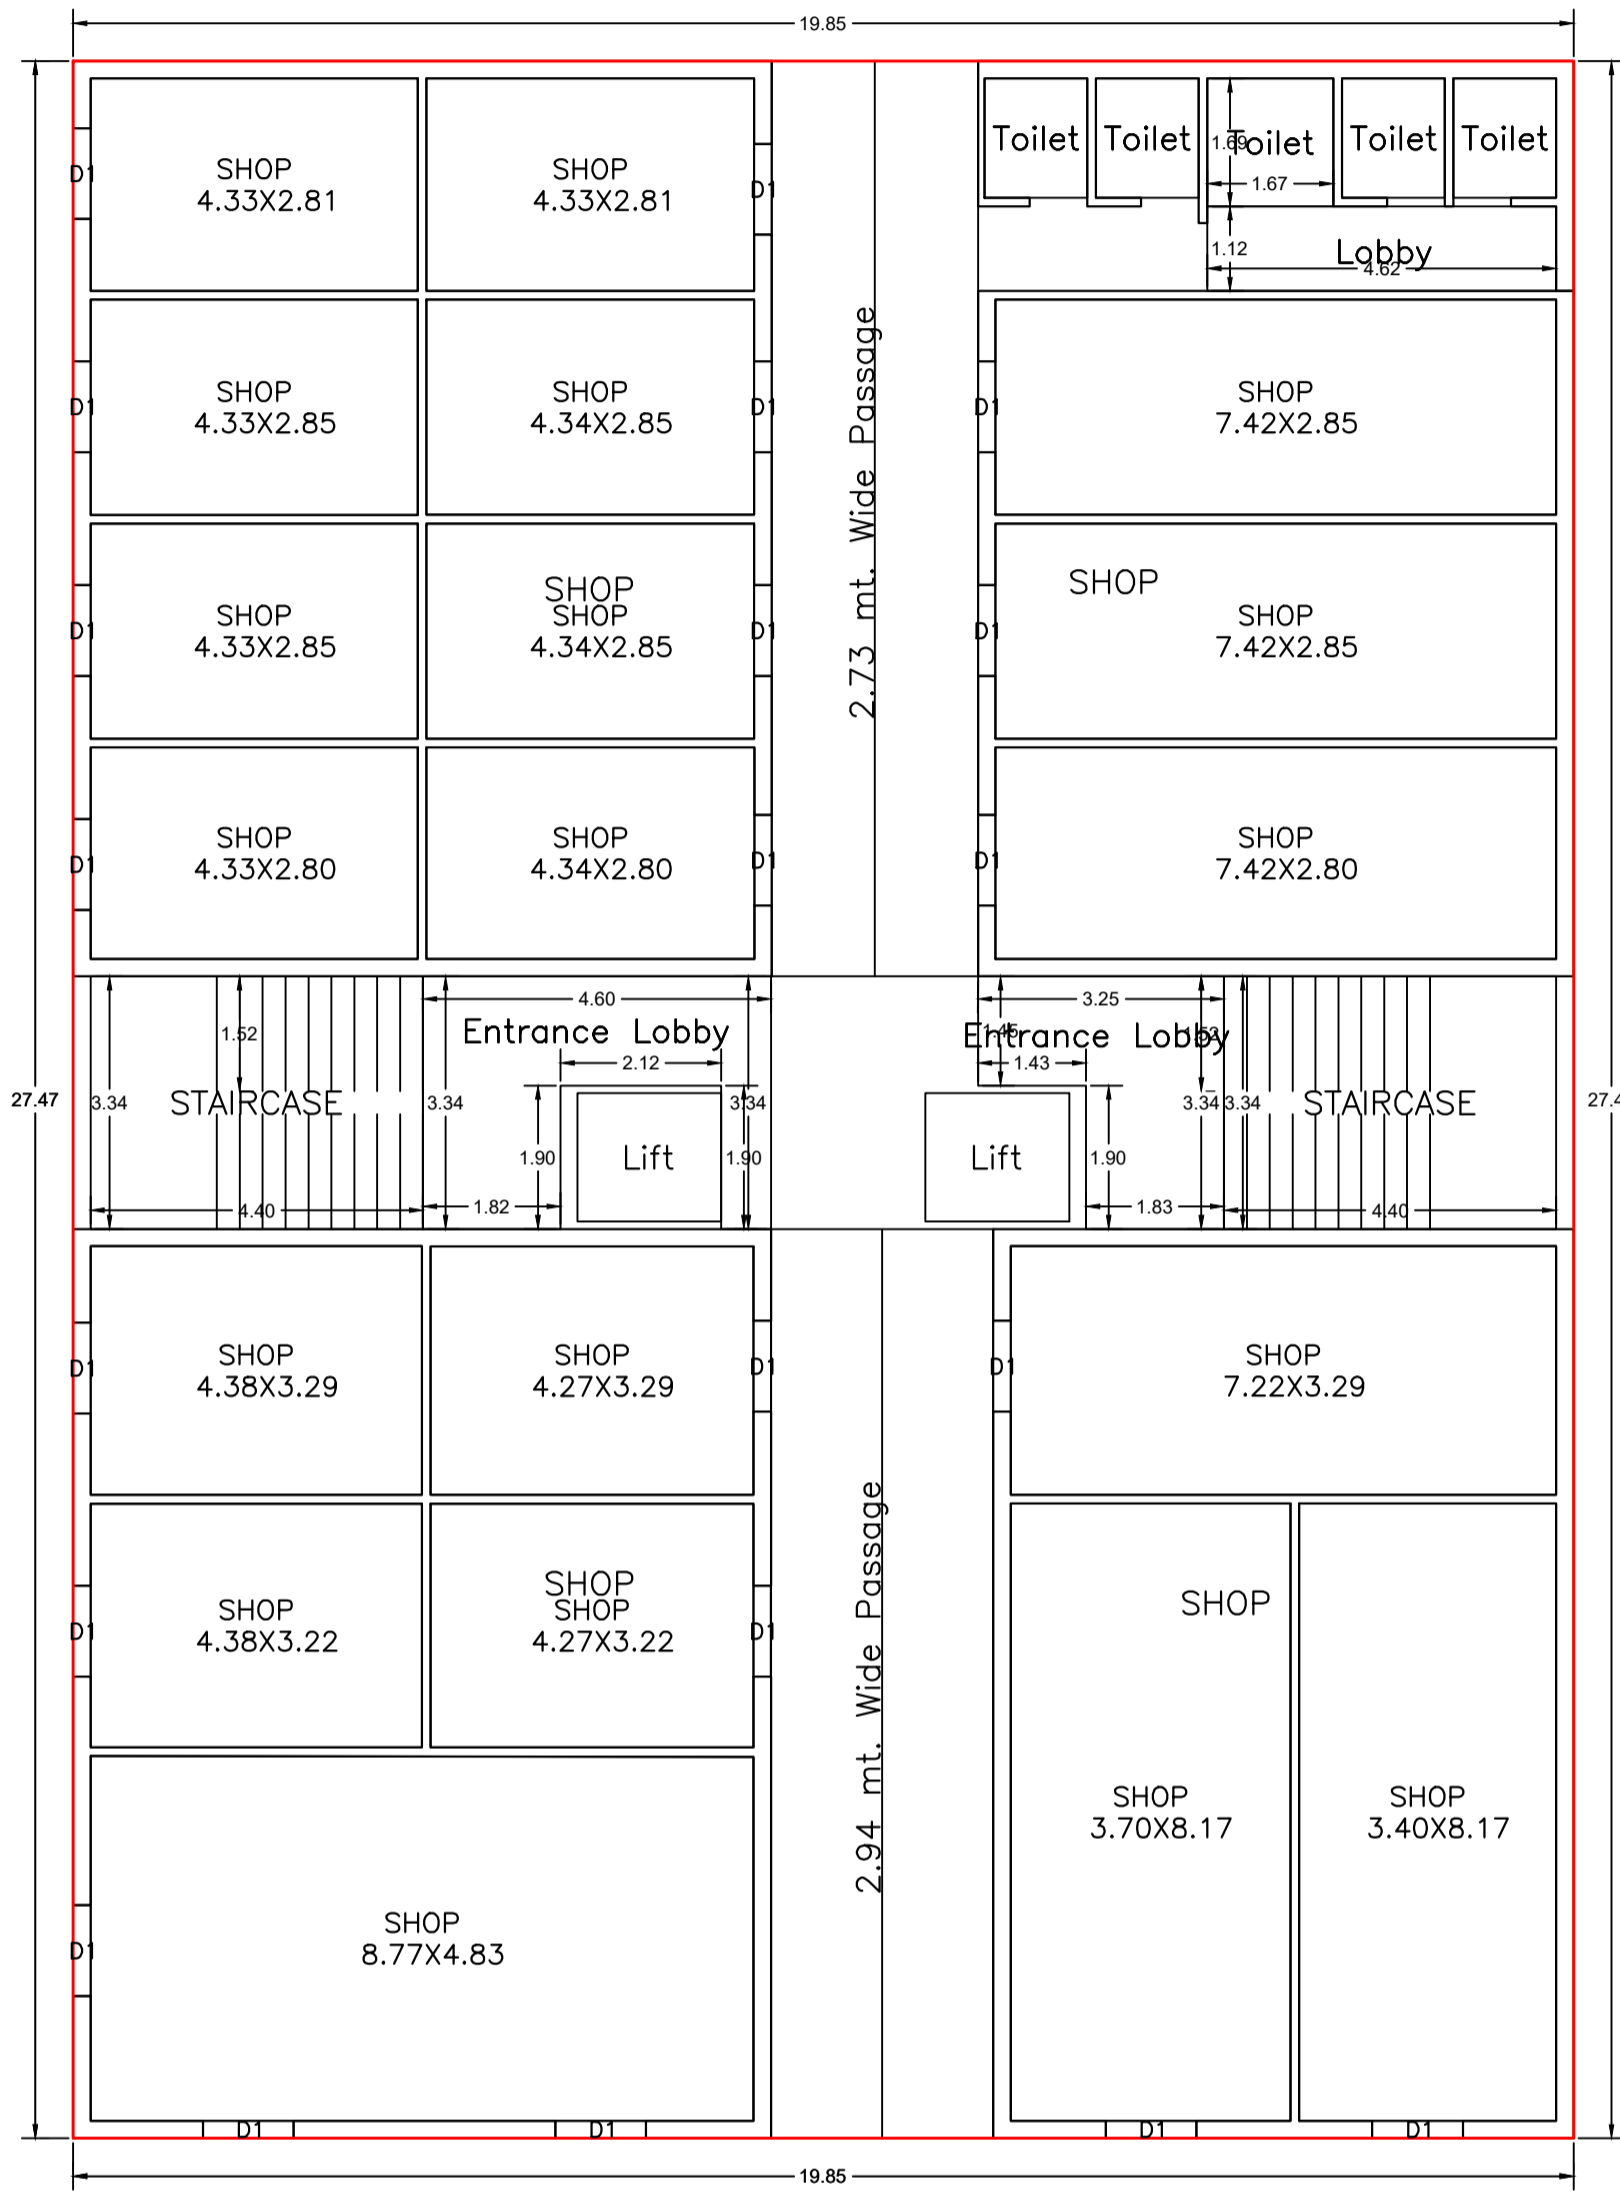 19.85
Toilet
Toilet
Toilet
Toilet
Toilet
1.69
1.67
D1
SHOP
4.33X2.81
SHOP
4.33X2.81
D1
1.12
Lobby
4.62
2.73 mt. Wide Passage
D1
SHOP
4.33X2.85
SHOP
4.34X2.85
D1
D1
SHOP
7.42X2.85
SHOP
SHOP
D1
SHOP
4.33X2.85
SHOP
4.34X2.85
D1
D1
SHOP
7.42X2.85
D1
SHOP
4.33X2.80
SHOP
4.34X2.80
D1
D1
SHOP
7.42X2.80
4.60
3.25
1.52
Entrance Lobby
1.45
Entrance Lobby
1.52
2.12
1.43
27.47
3.34
STAIRCASE
3.34
3.34
3.34
3.34
STAIRCASE
1.90
Lift
1.90
Lift
1.90
4.40
1.82
1.83
4.40
D1
SHOP
4.38X3.29
SHOP
4.27X3.29
D1
D1
SHOP
7.22X3.29
2.94 mt. Wide Passage
SHOP
SHOP
D1
SHOP
4.38X3.22
SHOP
4.27X3.22
D1
SHOP
3.70X8.17
SHOP
3.40X8.17
D1
SHOP
8.77X4.83
D1
D1
D1
D1
19.85